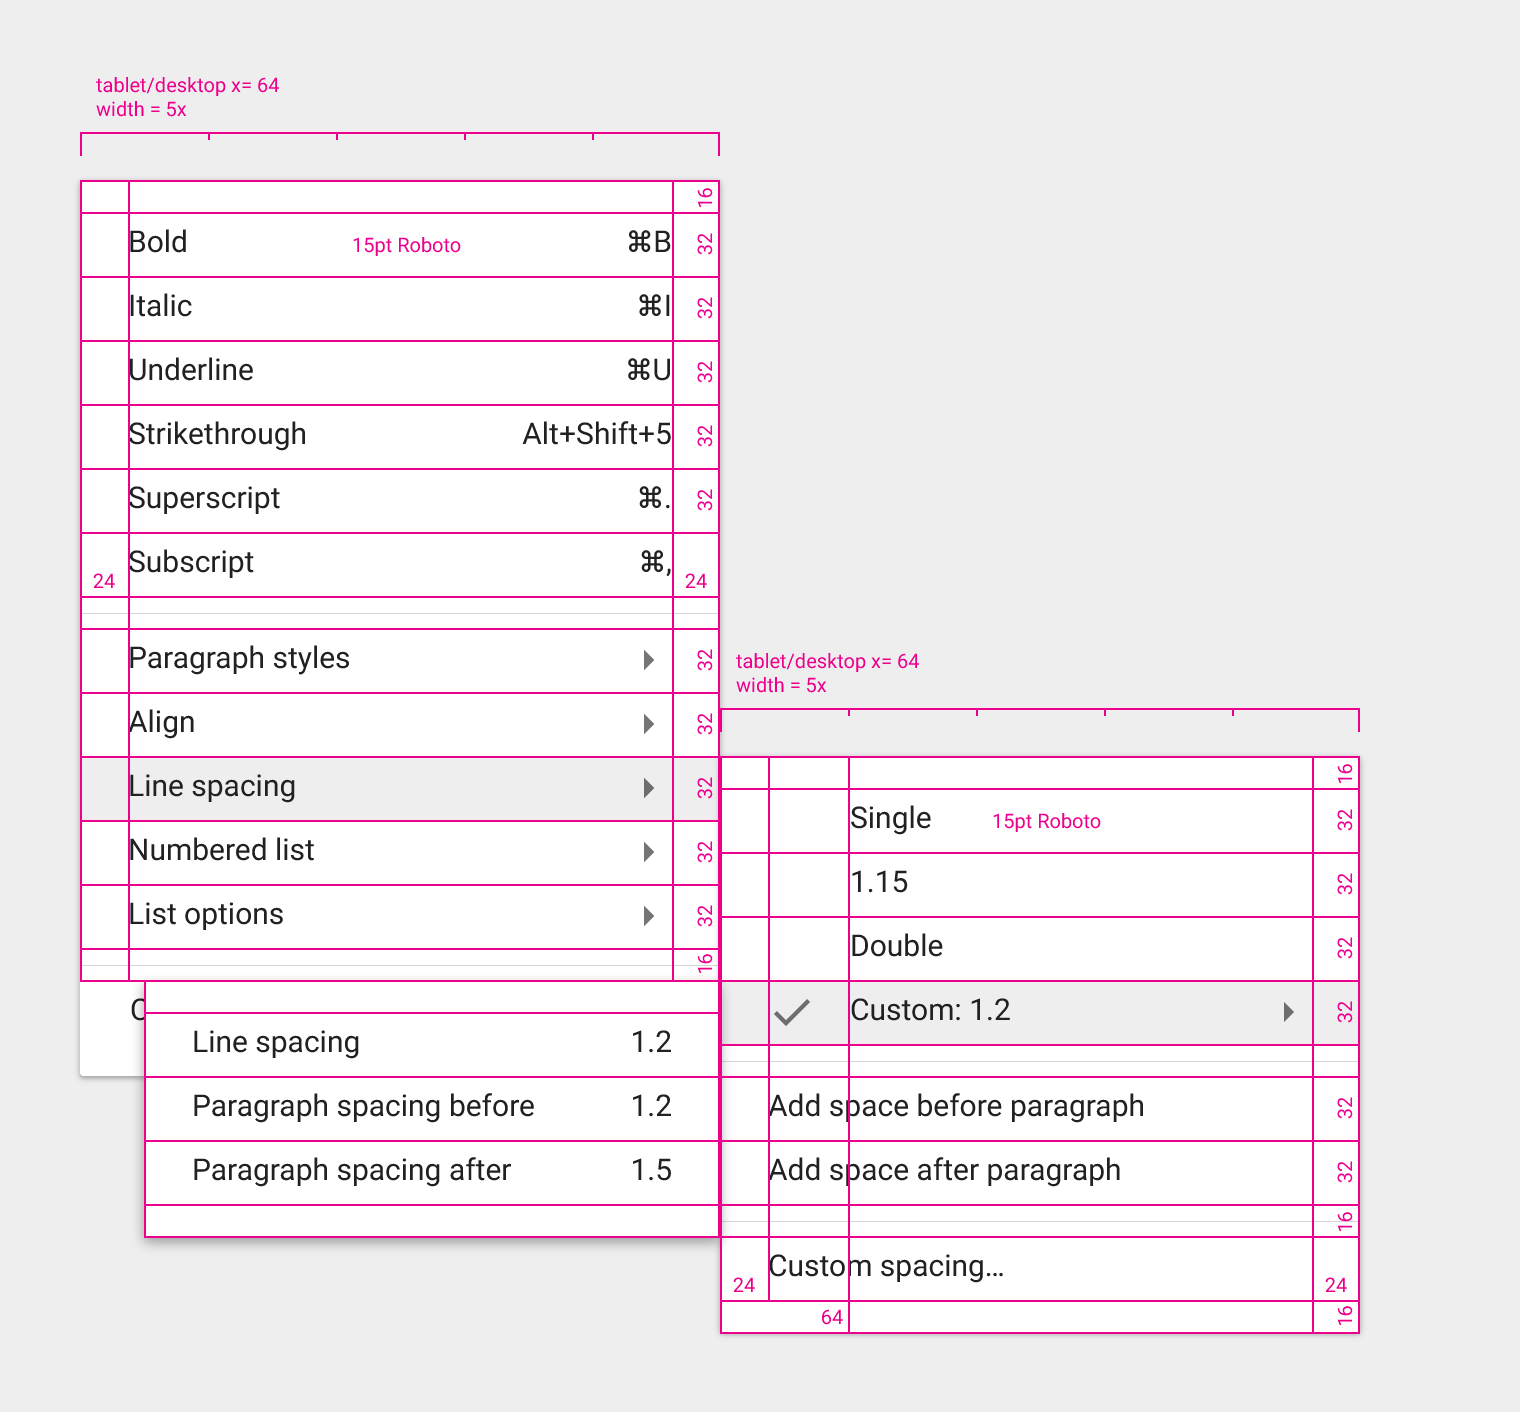 tablet/desktop x= 64
width = 5x
16
Bold 15pt Roboto ⌘B 32
Italic ⌘I 32
Underline ⌘U 32
Strikethrough Alt+Shift+5 32
Superscript ⌘. 32
Subscript ⌘,
24 24
Paragraph styles 32
Align 32
Line spacing 32
Numbered list 32
List options 32
16
C
Line spacing 1.2
Paragraph spacing before 1.2
Paragraph spacing after 1.5
tablet/desktop x= 64
width = 5x
16
Single 15pt Roboto 32
1.15 32
Double 32
Custom: 1.2 32
Add space before paragraph 32
Add space after paragraph 32
16
Custom spacing…
24 24
64 16